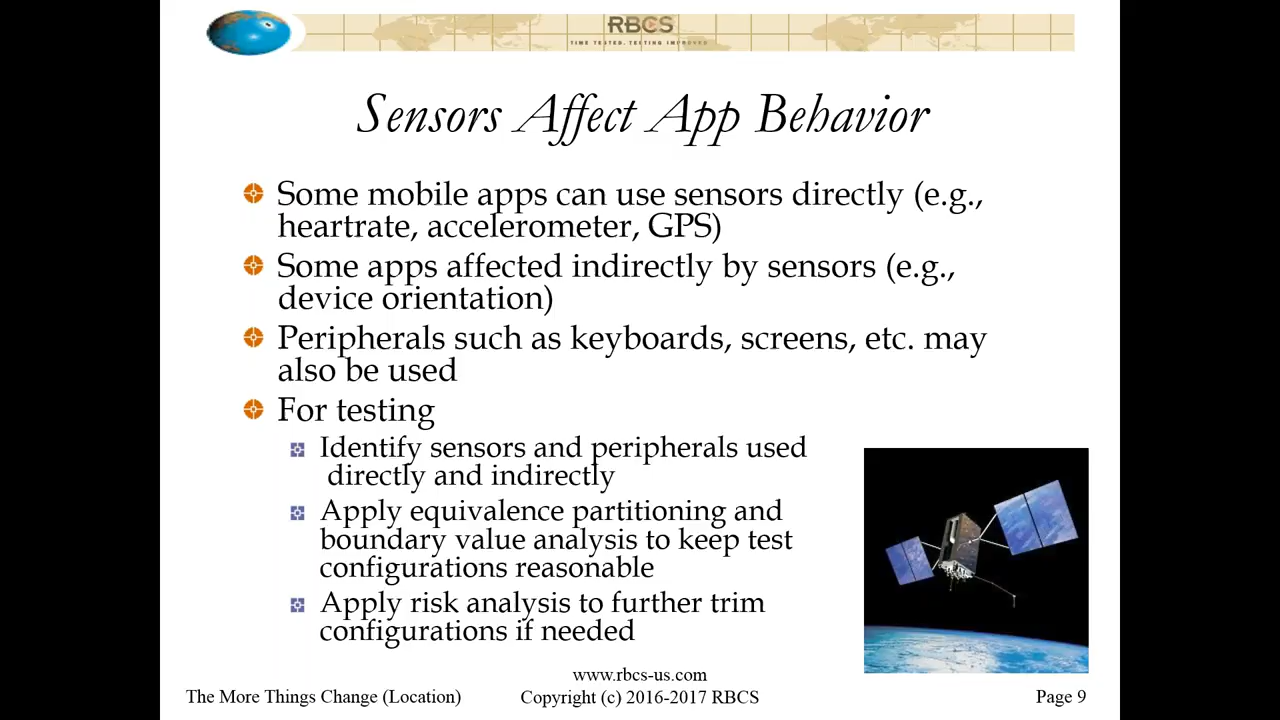 RBCS
TIME TESTED. TESTING IMPROVED
Sensors Affect App Behavior
Some mobile apps can use sensors directly (e.g.,
heartrate, accelerometer, GPS)
Some apps affected indirectly by sensors (e.g.,
device orientation)
Peripherals such as keyboards, screens, etc. may
also be used
For testing
Identify sensors and peripherals used
directly and indirectly
Apply equivalence partitioning and
boundary value analysis to keep test
configurations reasonable
Apply risk analysis to further trim
configurations if needed
www.rbcs-us.com
The More Things Change (Location) Copyright (c) 2016-2017 RBCS Page 9